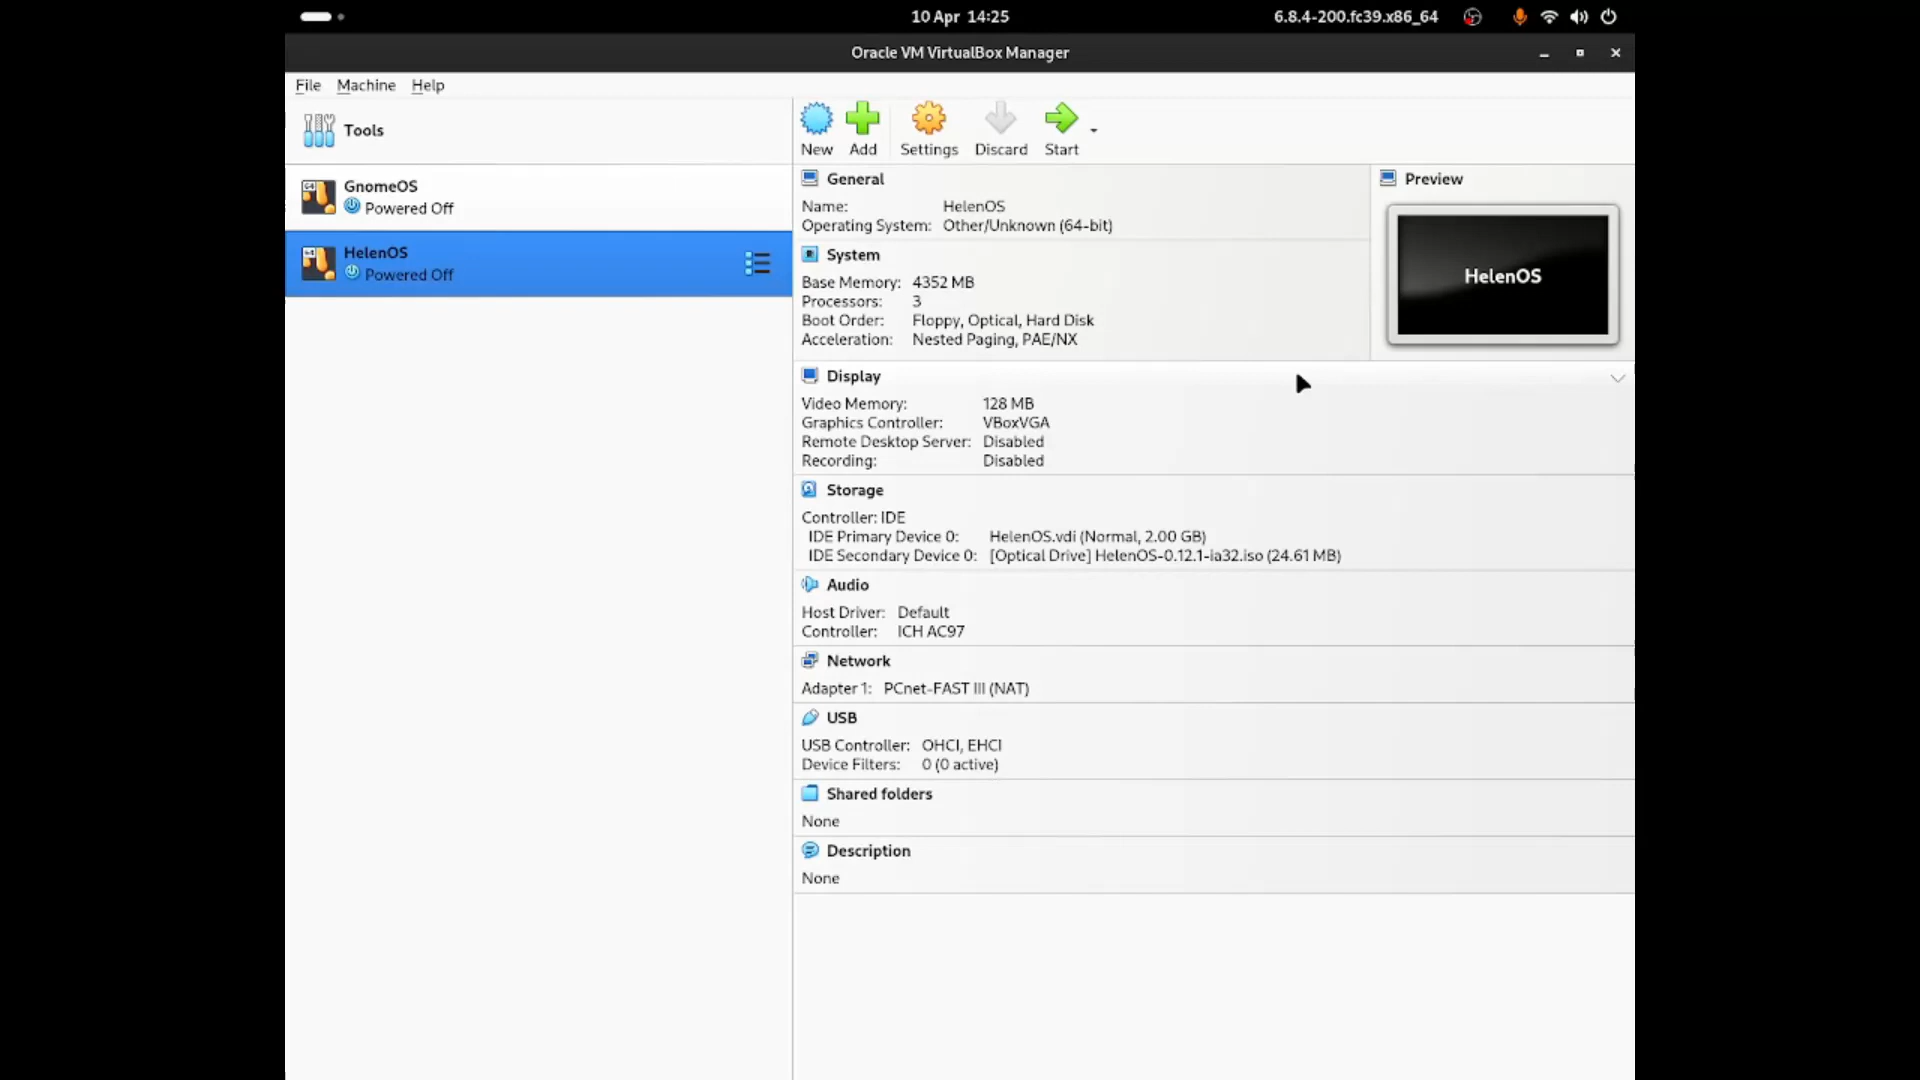 10 Apr 14:25
6.8.4-200.fc39.x86_64
Oracle VM VirtualBox Manager
File Machine Help
Tools
New Add Settings Discard Start
GnomeOS
Powered Off
HelenOS
Powered Off
General
Name: HelenOS
Operating System: Other/Unknown (64-bit)
System
Base Memory: 4352 MB
Processors: 3
Boot Order: Floppy, Optical, Hard Disk
Acceleration: Nested Paging, PAE/NX
Preview
HelenOS
Display
Video Memory: 128 MB
Graphics Controller: VBoxVGA
Remote Desktop Server: Disabled
Recording: Disabled
Storage
Controller: IDE
IDE Primary Device 0: HelenOS.vdi (Normal, 2.00 GB)
IDE Secondary Device 0: [Optical Drive] HelenOS-0.12.1-ia32.iso (24.61 MB)
Audio
Host Driver: Default
Controller: ICH AC97
Network
Adapter 1: PCnet-FAST III (NAT)
USB
USB Controller: OHCI, EHCI
Device Filters: 0 (0 active)
Shared folders
None
Description
None